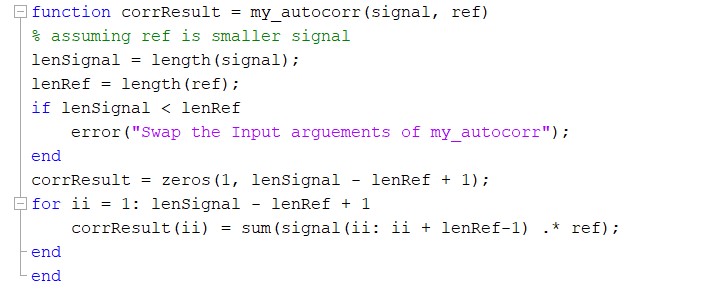 function corrResult = my_autocorr(signal, ref)
% assuming ref is smaller signal
lenSignal = length(signal);
lenRef = length(ref);
if lenSignal < lenRef
    error("Swap the Input arguements of my_autocorr");
end
corrResult = zeros(1, lenSignal - lenRef + 1);
for ii = 1: lenSignal - lenRef + 1
    corrResult(ii) = sum(signal(ii: ii + lenRef-1) .* ref);
end
end